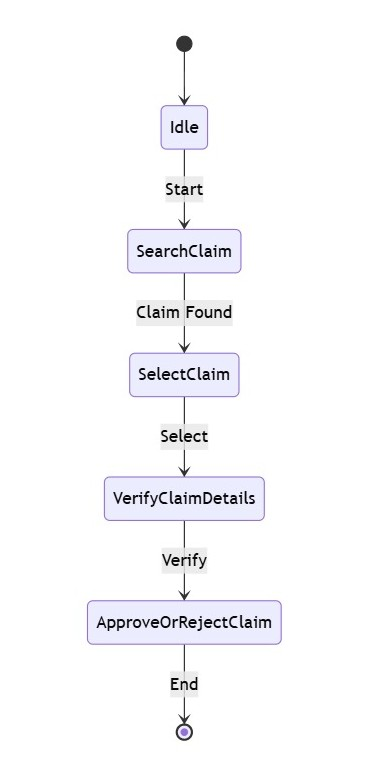 Idle
Start
SearchClaim
Claim Found
SelectClaim
Select
VerifyClaimDetails
Verify
ApproveOrRejectClaim
End